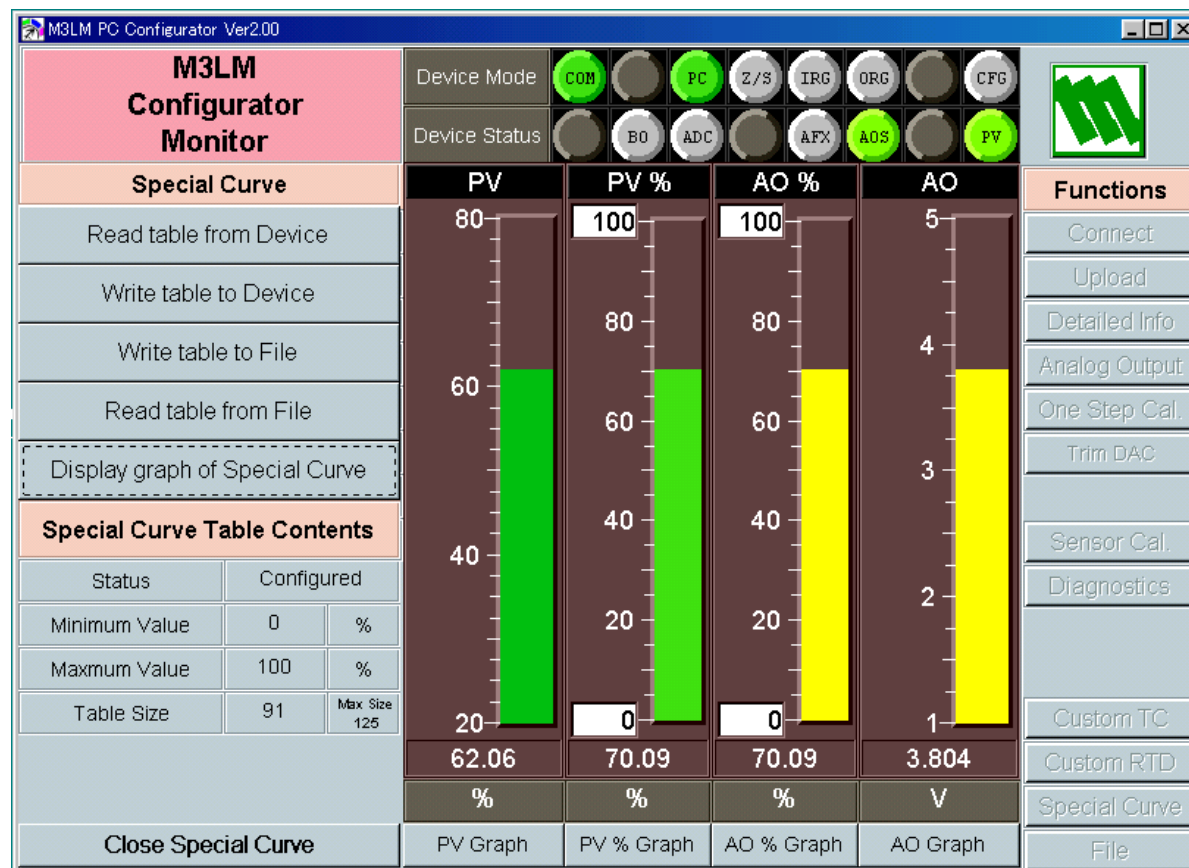 M3LM PC Configurator Ver2.00
M3LM
Configurator
Monitor
Device Mode COM PC Z/S IRG ORG CFG
Device Status BO ADC AFX AOS PV
Special Curve
Read table from Device
Write table to Device
Write table to File
Read table from File
Display graph of Special Curve
Special Curve Table Contents
Status Configured
Minimum Value 0 %
Maxmum Value 100 %
Table Size 91 Max Size
125
Close Special Curve
PV
80
60
40
20
62.06
%
PV Graph
PV %
100
80
60
40
20
0
70.09
%
PV % Graph
AO %
100
80
60
40
20
0
70.09
%
AO % Graph
AO
5
4
3
2
1
3.804
V
AO Graph
Functions
Connect
Upload
Detailed Info
Analog Output
One Step Cal.
Trim DAC
Sensor Cal.
Diagnostics
Custom TC
Custom RTD
Special Curve
File